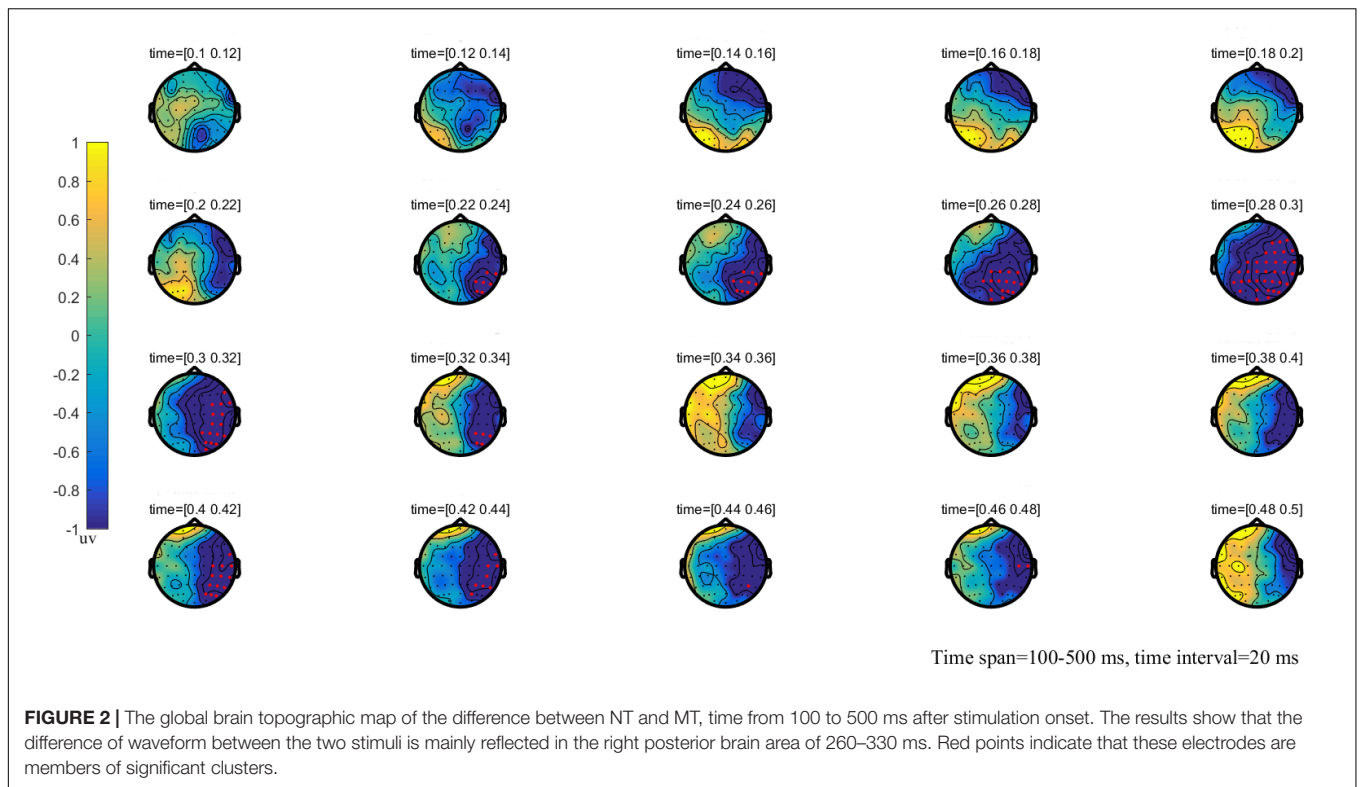 time=[0.1 0.12] time=[0.12 0.14] time=[0.14 0.16] time=[0.16 0.18] time=[0.18 0.2]
1
0.8
0.6
0.4
0.2
0
-0.2
-0.4
-0.6
-0.8
-1
uv
time=[0.2 0.22] time=[0.22 0.24] time=[0.24 0.26] time=[0.26 0.28] time=[0.28 0.3]
time=[0.3 0.32] time=[0.32 0.34] time=[0.34 0.36] time=[0.36 0.38] time=[0.38 0.4]
time=[0.4 0.42] time=[0.42 0.44] time=[0.44 0.46] time=[0.46 0.48] time=[0.48 0.5]
Time span=100-500 ms, time interval=20 ms
FIGURE 2 | The global brain topographic map of the difference between NT and MT, time from 100 to 500 ms after stimulation onset. The results show that the
difference of waveform between the two stimuli is mainly reflected in the right posterior brain area of 260–330 ms. Red points indicate that these electrodes are
members of significant clusters.